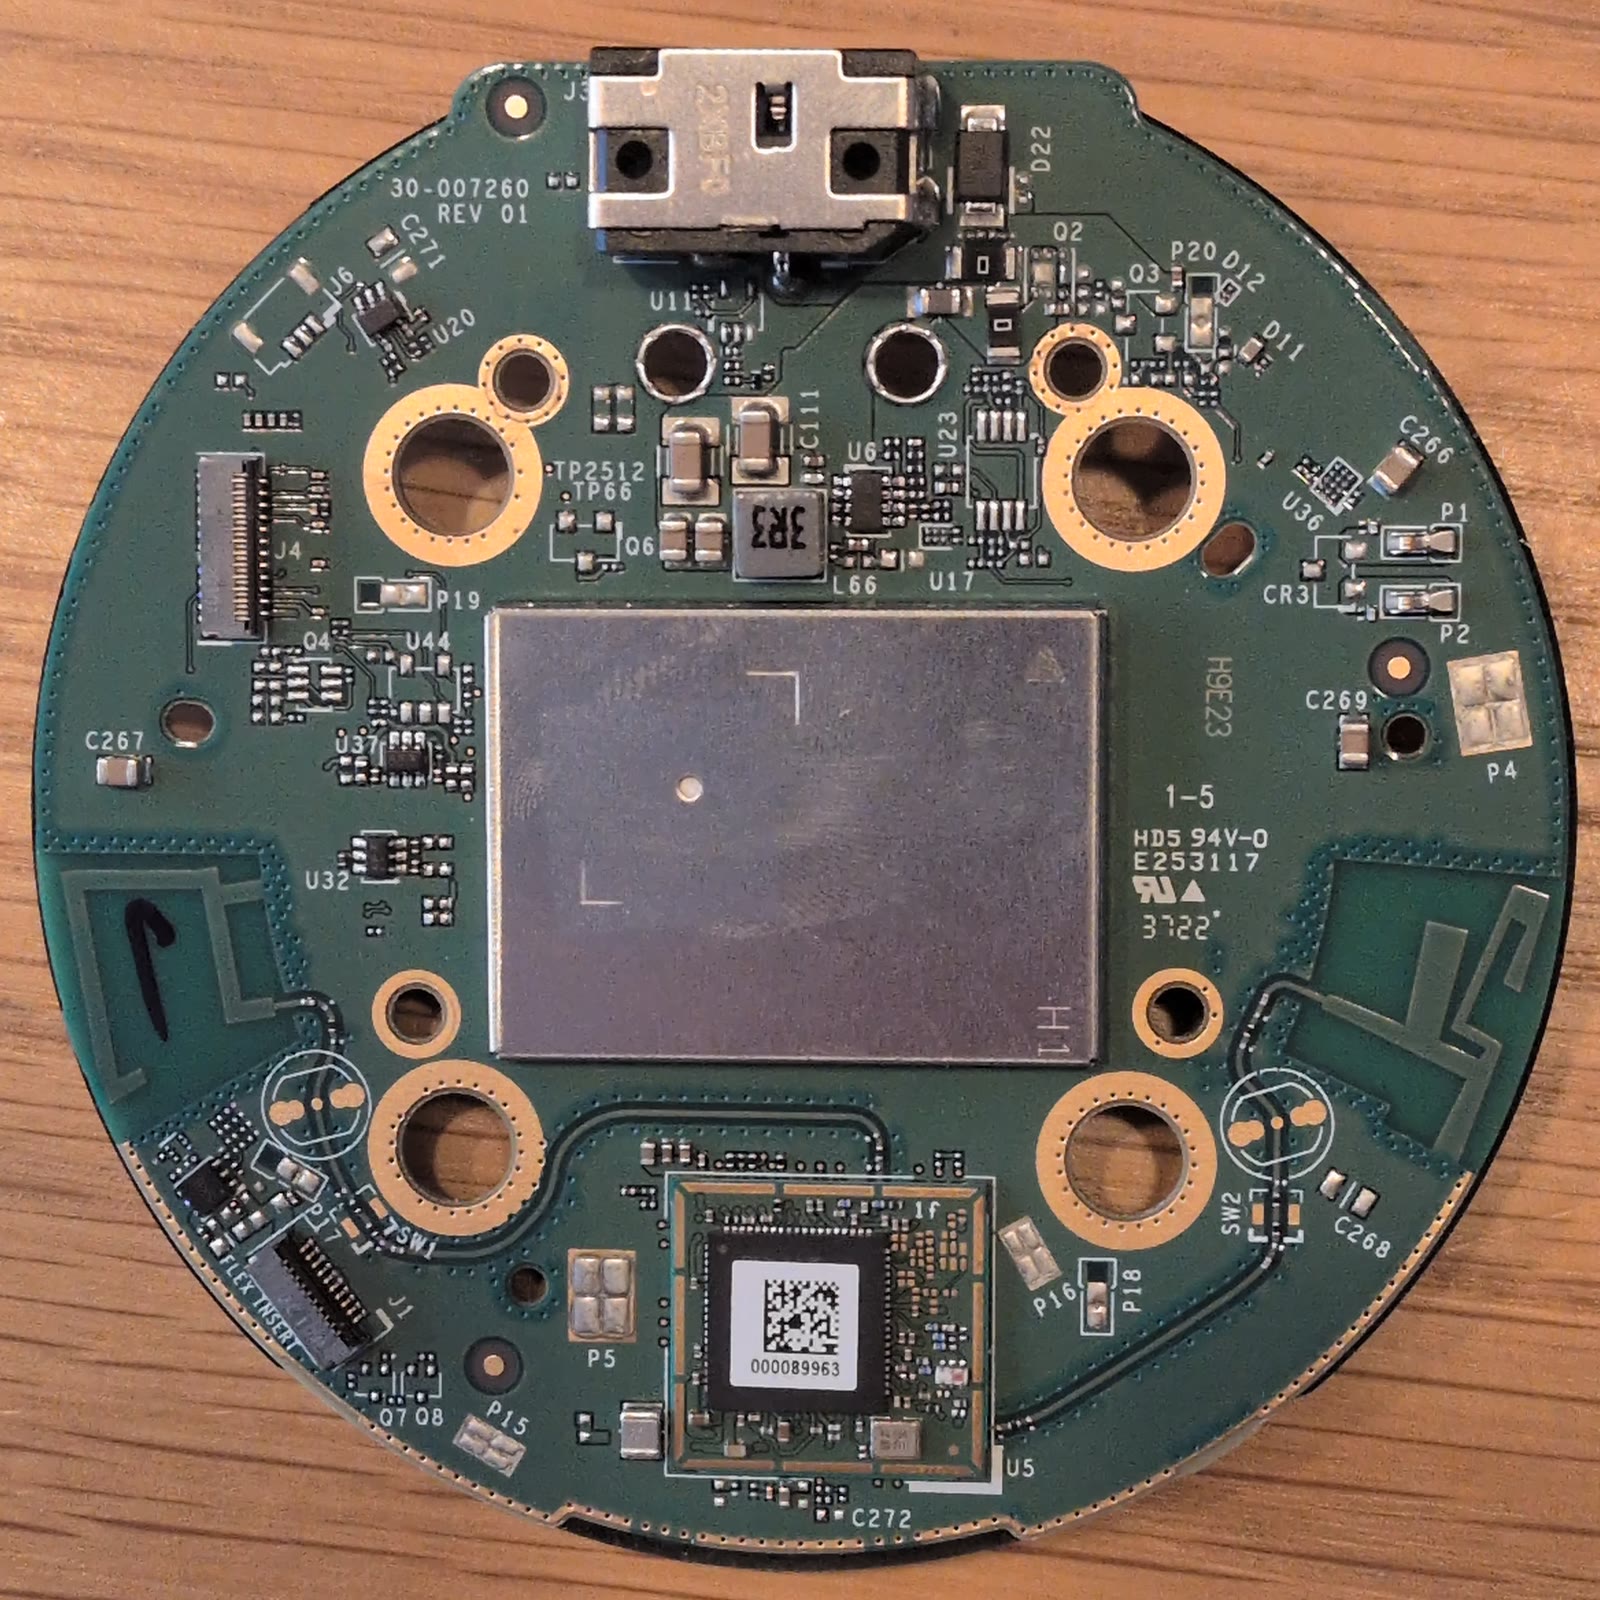 J3
21BF0
D22
30-007260
REV 01
C271
Q2
P20
D12
J6
U11
Q3
U20
D11
C111
U23
C266
TP2512
TP66
U6
U36
P1
J4
3R3
Q6
L66
U17
CR3
P19
P2
Q4
U44
H9E23
C269
C267
U37
P4
1-5
HD5 94V-0
E253117
3722
U32
H1
P17
SW1
1f
SW2
C268
FLEX INSERT
J1
P16
P18
P5
000089963
Q7 Q8
P15
U5
C272